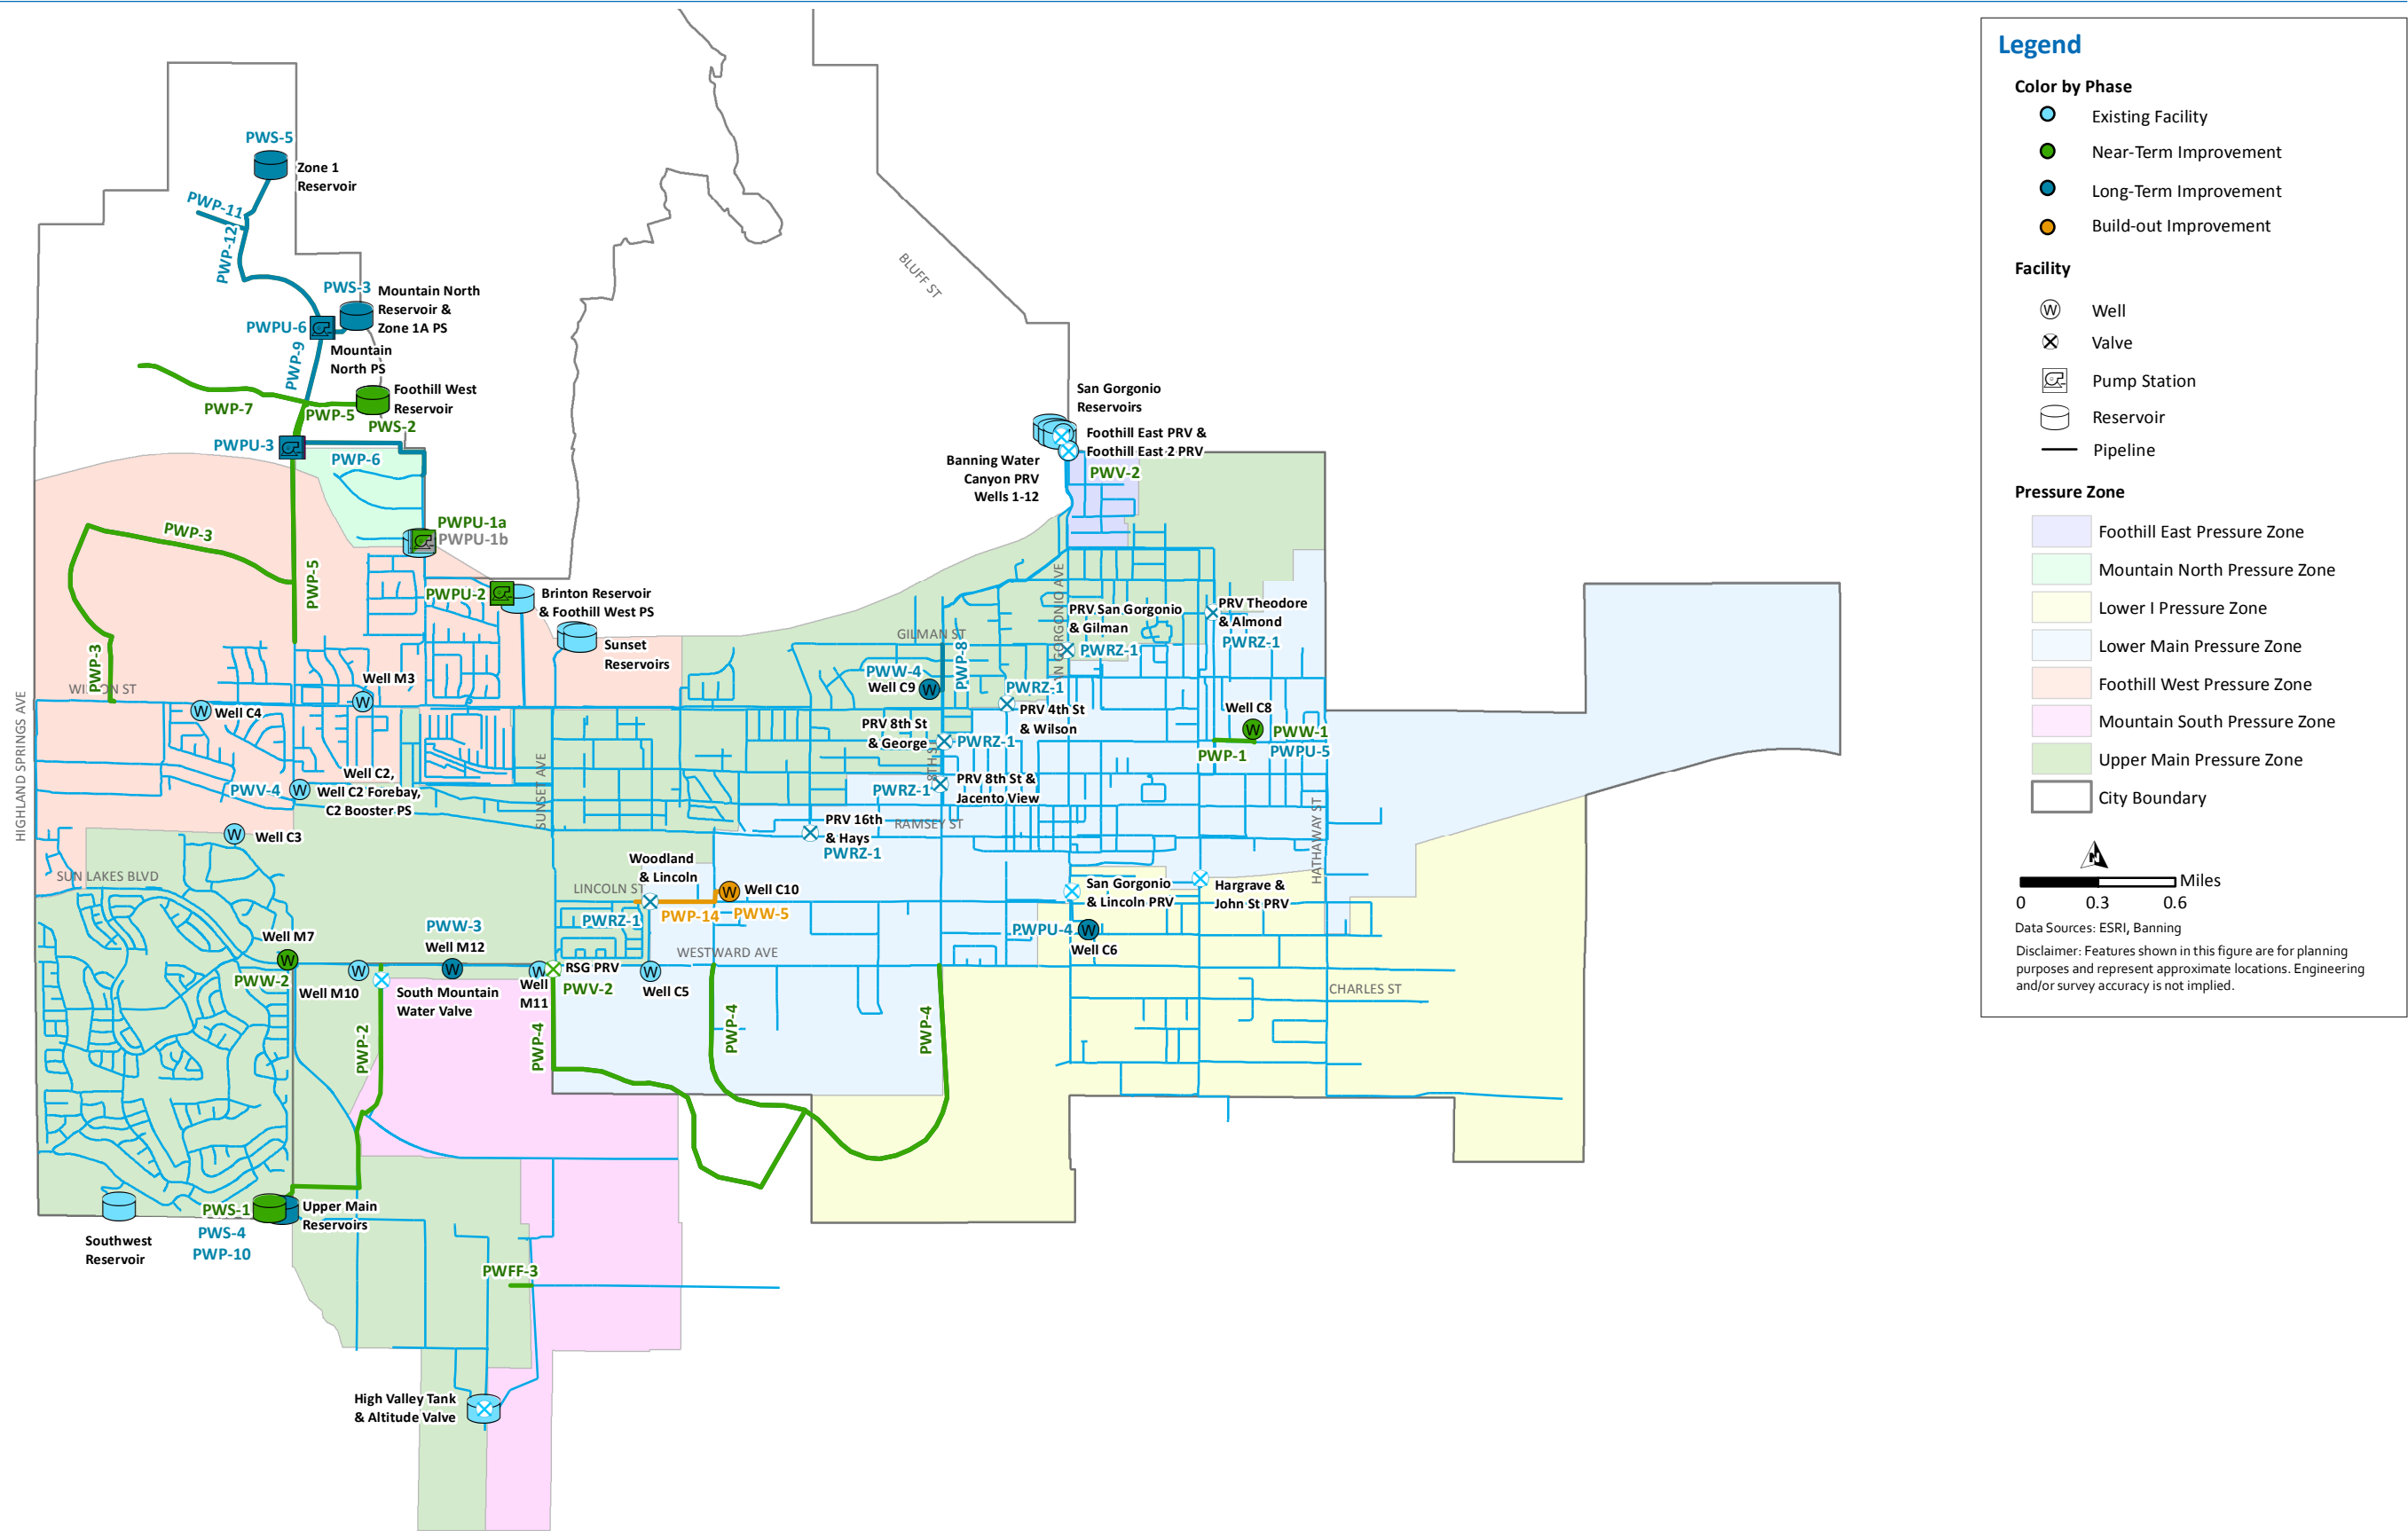 PWS-5
Zone 1
Reservoir
PWP-11
PWP-12
PWS-3
Mountain North
Reservoir &
Zone 1A PS
PWPU-6
Mountain
North PS
PWP-9
Foothill West
Reservoir
PWP-7
PWP-5
PWS-2
PWPU-3
PWP-6
PWP-3
PWPU-1a
PWPU-1b
PWP-5
PWPU-2
Brinton Reservoir
& Foothill West PS
Sunset
Reservoirs
PWP-3
WILSON ST
Well M3
Well C4
HIGHLAND SPRINGS AVE
PWV-4
Well C2,
Well C2 Forebay,
C2 Booster PS
Well C3
SUNSET AVE
SUN LAKES BLVD
BLUFF ST
San Gorgonio
Reservoirs
Foothill East PRV &
Foothill East 2 PRV
Banning Water
Canyon PRV
Wells 1-12
PWV-2
SAN GORGONIO AVE
PRV San Gorgonio
& Gilman
PWRZ-1
PRV Theodore
& Almond
PWRZ-1
GILMAN ST
PWP-8
PWW-4
Well C9
PWRZ-1
PRV 4th St
& Wilson
PRV 8th St
& George
PWRZ-1
8TH ST
PRV 8th St &
Jacento View
PWRZ-1
Well C8
PWW-1
PWP-1
PWPU-5
HATHAWAY ST
PRV 16th
& Hays
PWRZ-1
RAMSEY ST
Woodland
& Lincoln
LINCOLN ST
Well C10
PWRZ-1
PWP-14
PWW-5
San Gorgonio
& Lincoln PRV
Hargrave &
John St PRV
PWPU-4
Well C6
WESTWARD AVE
CHARLES ST
Well M7
PWW-2
Well M10
PWW-3
Well M12
South Mountain
Water Valve
Well
M11
RSG PRV
PWV-2
Well C5
PWP-2
PWP-4
PWP-4
PWP-4
PWS-1
Upper Main
Reservoirs
PWS-4
PWP-10
Southwest
Reservoir
PWFF-3
High Valley Tank
& Altitude Valve
Legend
Color by Phase
Existing Facility
Near-Term Improvement
Long-Term Improvement
Build-out Improvement
Facility
W Well
Valve
Pump Station
Reservoir
Pipeline
Pressure Zone
Foothill East Pressure Zone
Mountain North Pressure Zone
Lower I Pressure Zone
Lower Main Pressure Zone
Foothill West Pressure Zone
Mountain South Pressure Zone
Upper Main Pressure Zone
City Boundary
N
Miles
0 0.3 0.6
Data Sources: ESRI, Banning
Disclaimer: Features shown in this figure are for planning
purposes and represent approximate locations. Engineering
and/or survey accuracy is not implied.